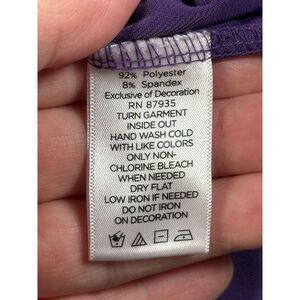 92% Polyester
8% Spandex
Exclusive of Decoration
RN 87935
TURN GARMENT
INSIDE OUT
HAND WASH COLD
WITH LIKE COLORS
ONLY NON-
CHLORINE BLEACH
WHEN NEEDED
DRY FLAT
LOW IRON IF NEEDED
DO NOT IRON
ON DECORATION